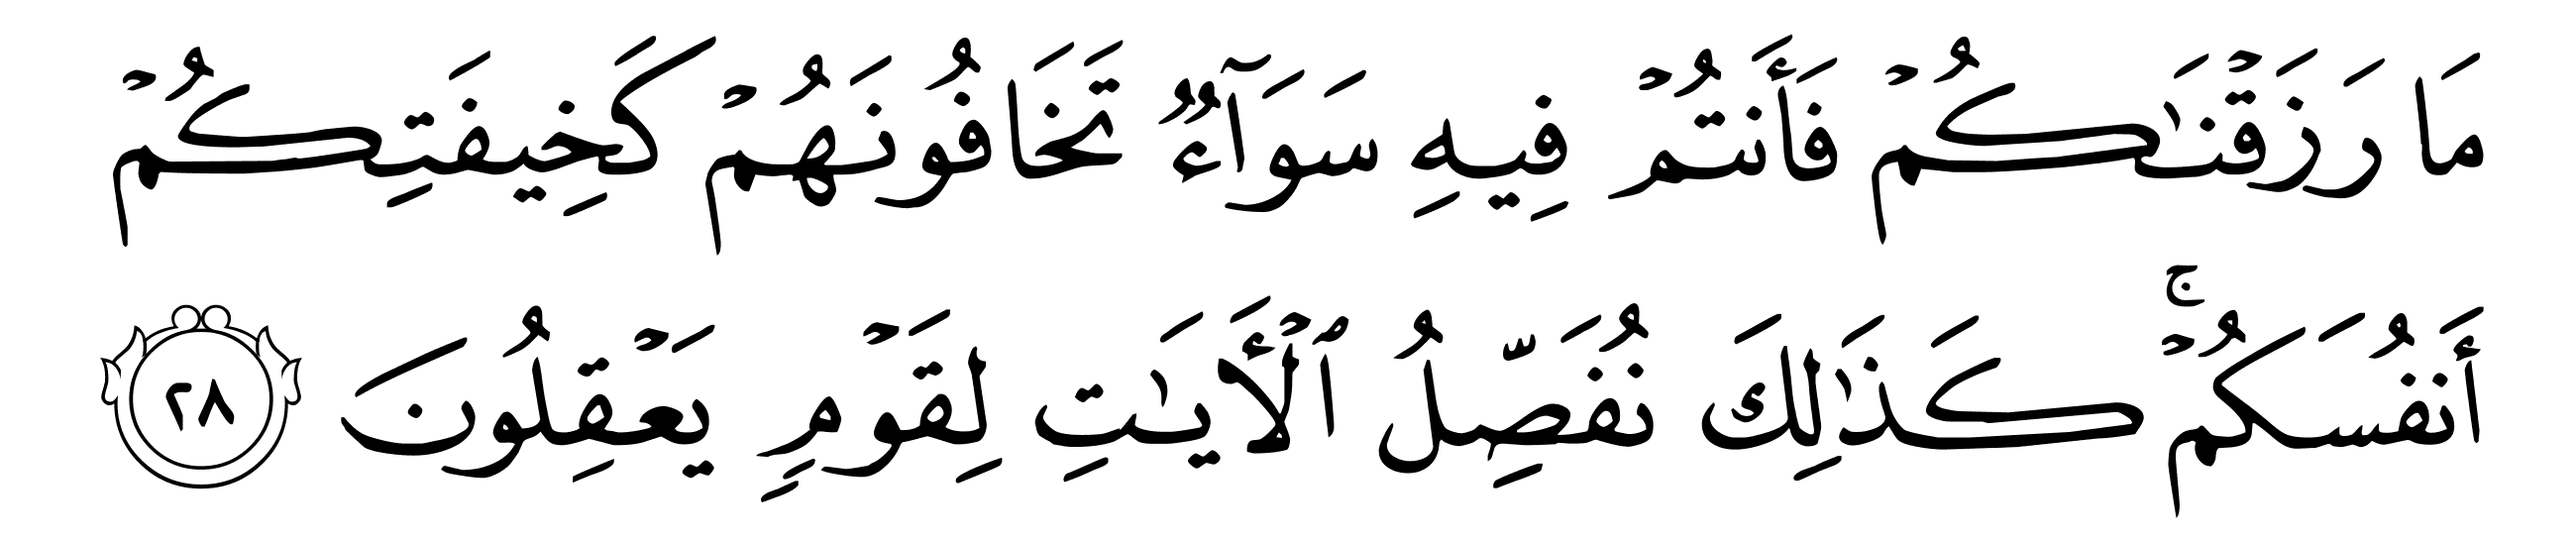 مَا رَزَقْنَـٰكُمْ فَأَنتُمْ فِيهِ سَوَآءٌ تَخَافُونَهُمْ كَخِيفَتِكُمْ
أَنفُسَكُمْ ۚ كَذَٰلِكَ نُفَصِّلُ ٱلْأَيَـٰتِ لِقَوْمٍ يَعْقِلُونَ ٢٨